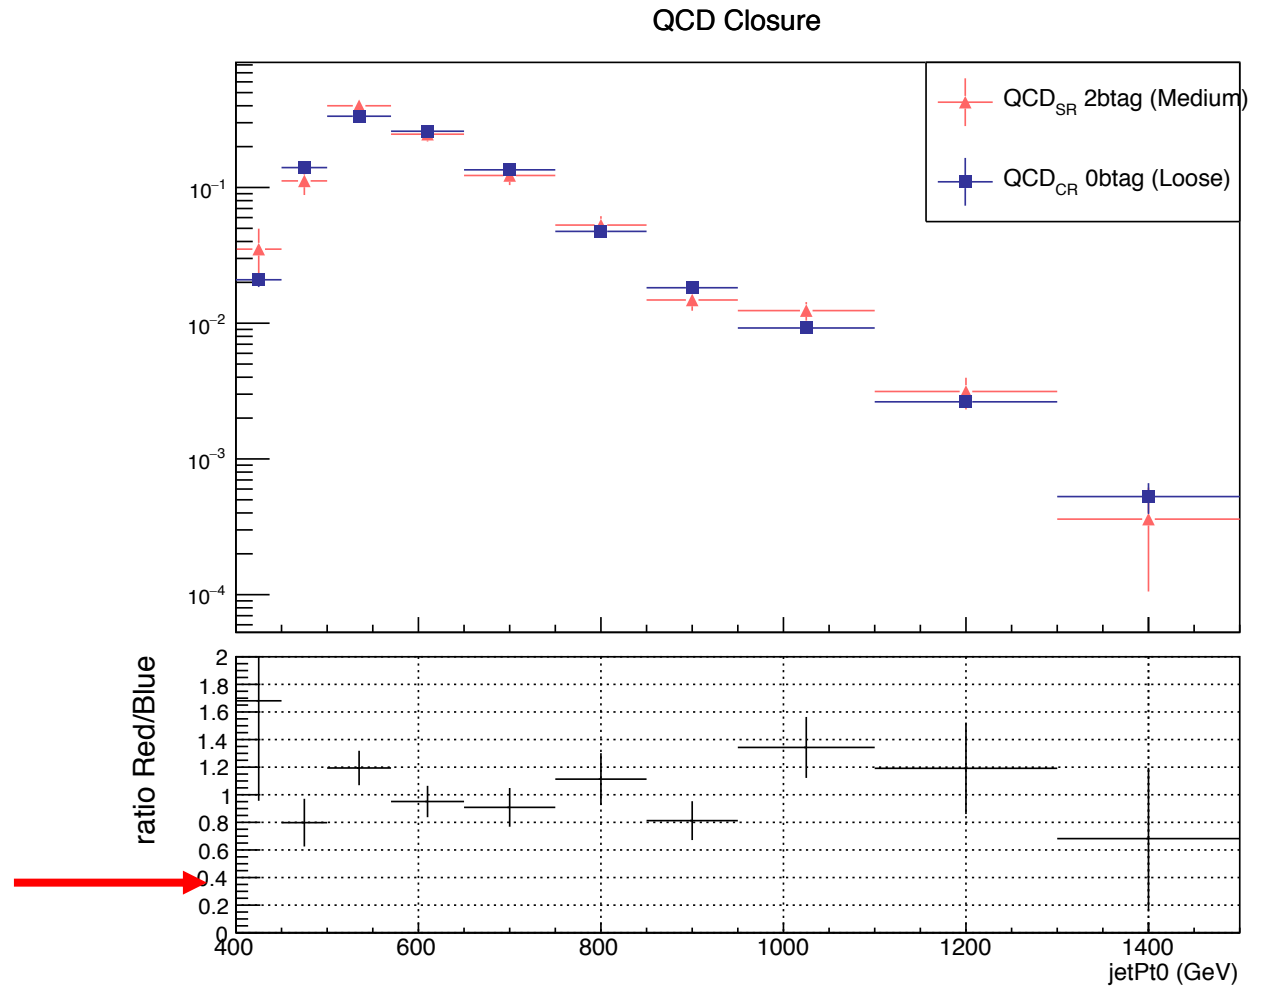 QCD Closure
QCD_SR 2btag (Medium)
QCD_CR 0btag (Loose)
10⁻¹
10⁻²
10⁻³
10⁻⁴
ratio Red/Blue
2
1.8
1.6
1.4
1.2
1
0.8
0.6
0.4
0.2
0
400 600 800 1000 1200 1400
jetPt0 (GeV)